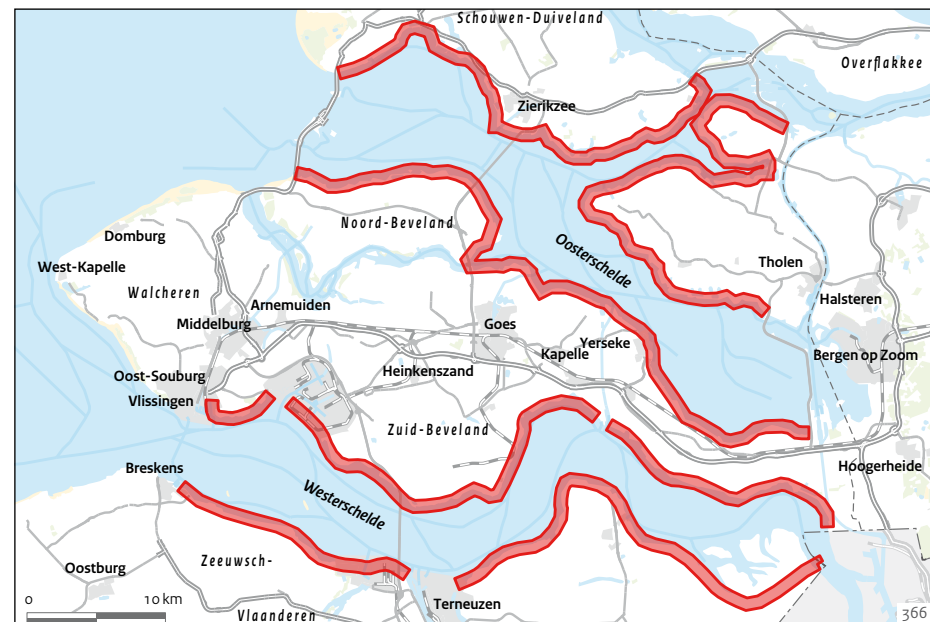 Schouwen-Duiveland
Overflakkee
Zierikzee
Noord-Beveland
Domburg
Oosterschelde
West-Kapelle
Tholen
Walcheren
Halsteren
Arnemuiden
Middelburg
Goes
Yerseke
Kapelle
Bergen op Zoom
Heinkenszand
Oost-Souburg
Vlissingen
Zuid-Beveland
Breskens
Hoogerheide
Westerschelde
Zeeuwsch-
Oostburg
0 10 km
Terneuzen
Vlaanderen
366